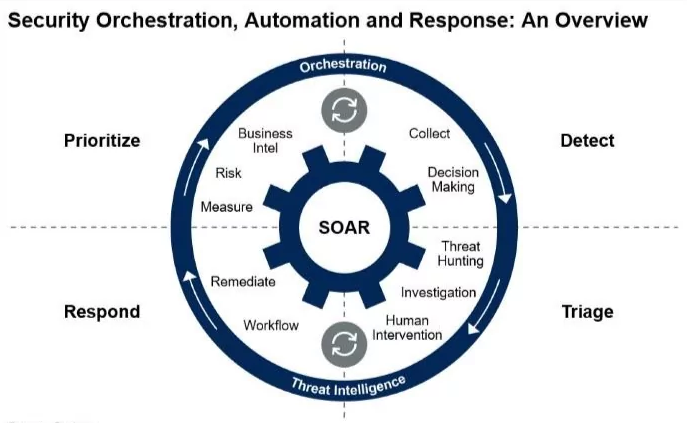 Security Orchestration, Automation and Response: An Overview
Orchestration
Prioritize
Detect
Business
Intel
Collect
Risk
Decision
Making
Measure
SOAR
Threat
Hunting
Remediate
Investigation
Respond
Triage
Workflow
Human
Intervention
Threat Intelligence